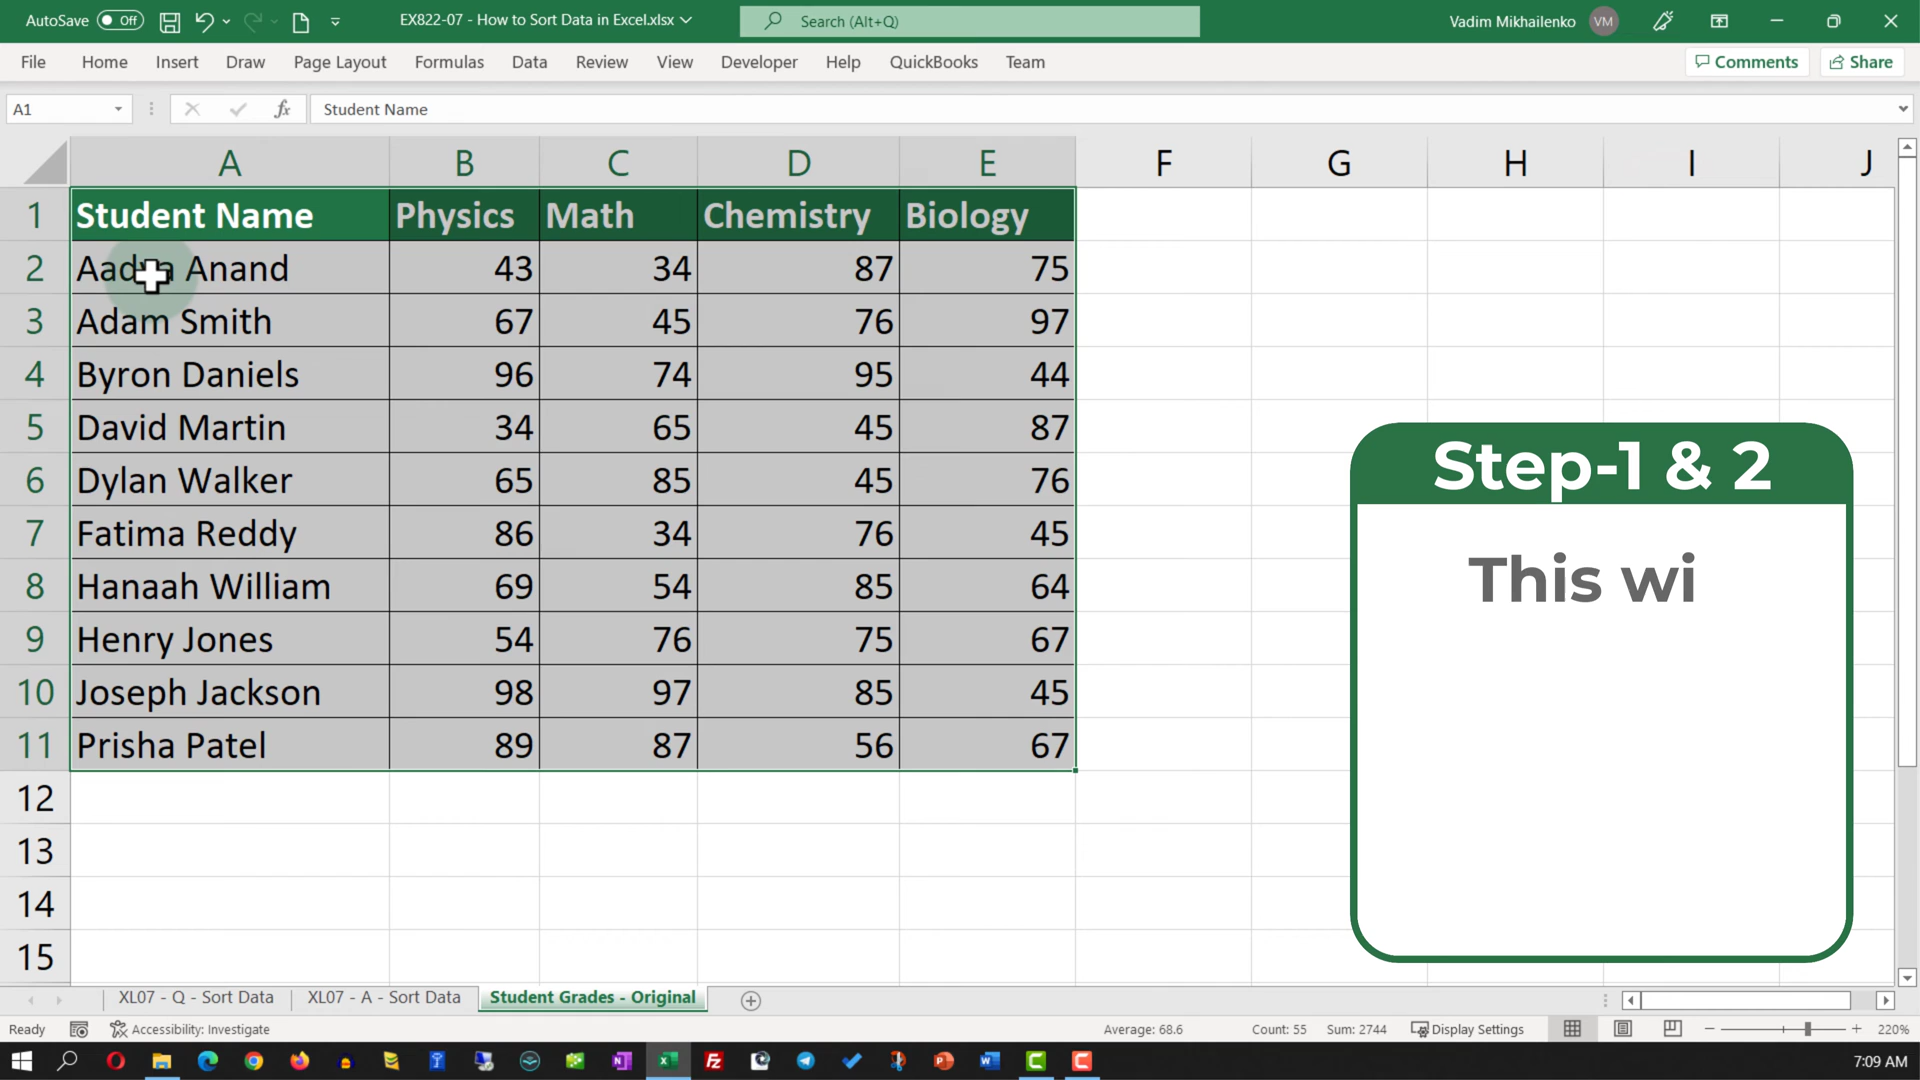 AutoSave Off EX822-07 - How to Sort Data in Excel.xlsx Search (Alt+Q) Vadim Mikhailenko VM
File Home Insert Draw Page Layout Formulas Data Review View Developer Help QuickBooks Team Comments Share
A1 fx Student Name
A B C D E F G H I J
1 Student Name Physics Math Chemistry Biology
2 Anand 43 34 87 75
3 Adam Smith 67 45 76 97
4 Byron Daniels 96 74 95 44
5 David Martin 34 65 45 87
6 Dylan Walker 65 85 45 76
7 Fatima Reddy 86 34 76 45
8 Hanaah William 69 54 85 64
9 Henry Jones 54 76 75 67
10 Joseph Jackson 98 97 85 45
11 Prisha Patel 89 87 56 67
12
13
14
15
Step-1 & 2
This wi
XL07 - Q - Sort Data XL07 - A - Sort Data Student Grades - Original
Ready Accessibility: Investigate Average: 68.6 Count: 55 Sum: 2744 Display Settings 220%
7:09 AM